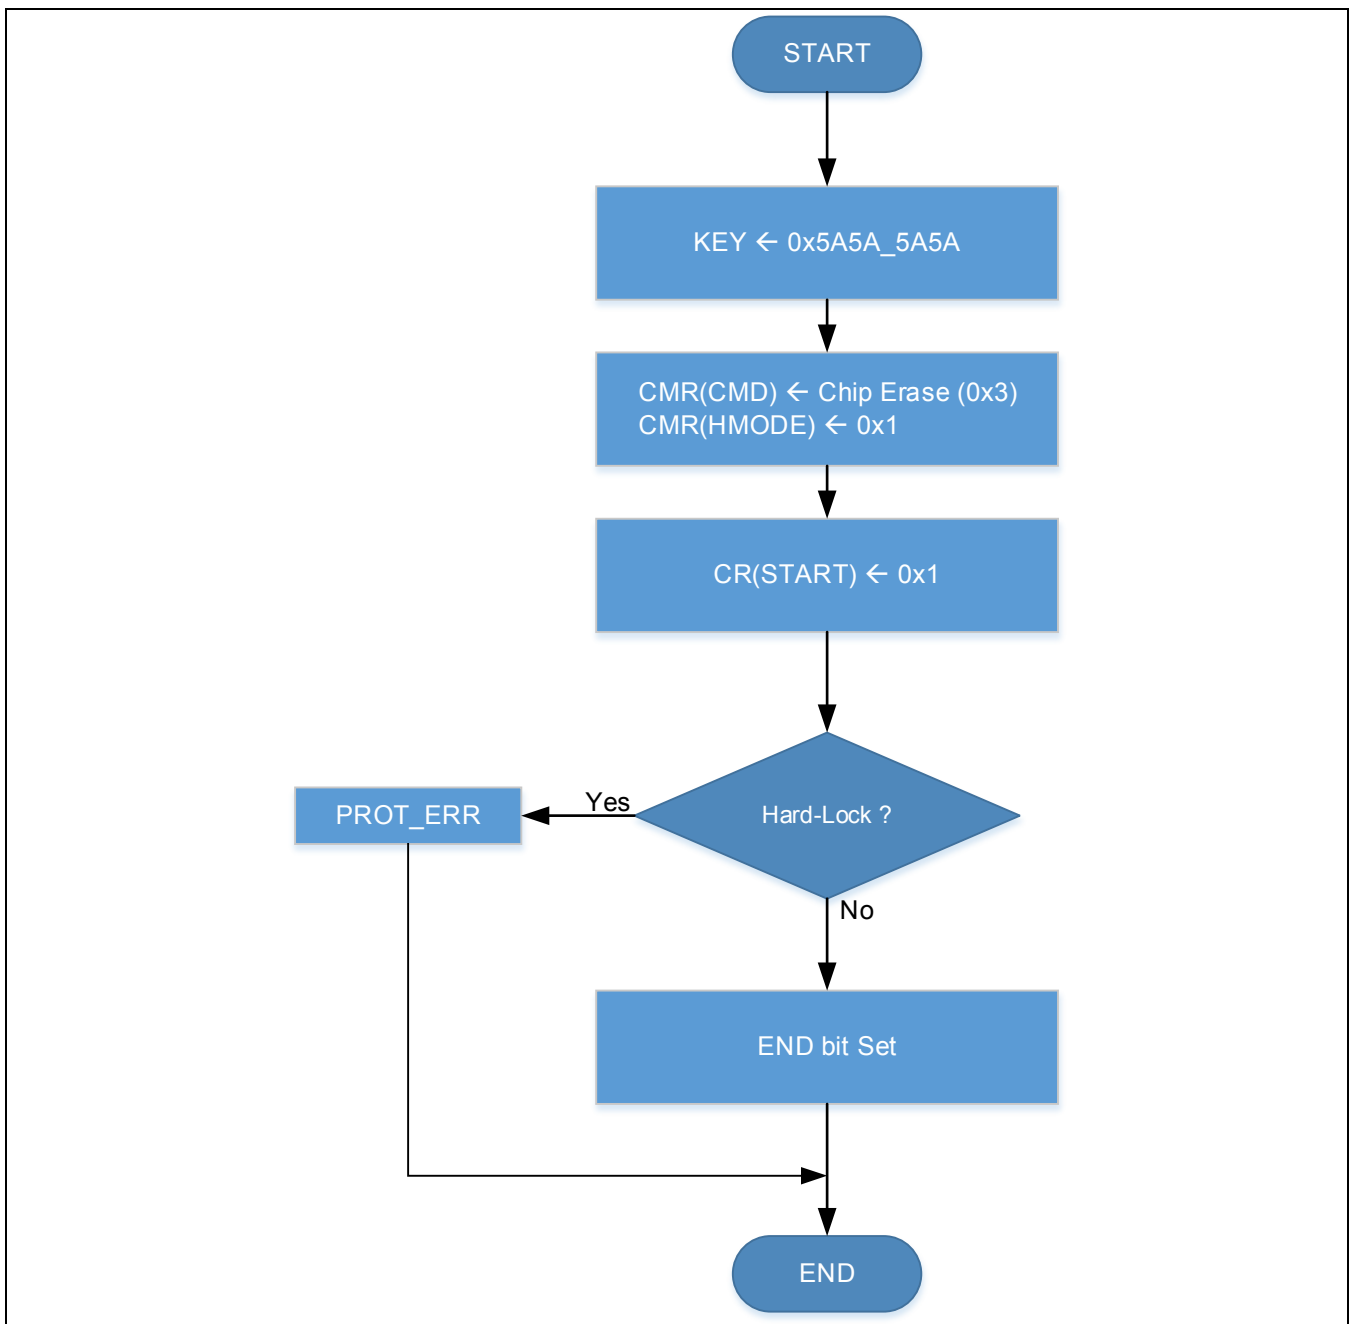 START
KEY ← 0x5A5A_5A5A
CMR(CMD) ← Chip Erase (0x3)
CMR(HMODE) ← 0x1
CR(START) ← 0x1
Hard-Lock ?
Yes
PROT_ERR
No
END bit Set
END